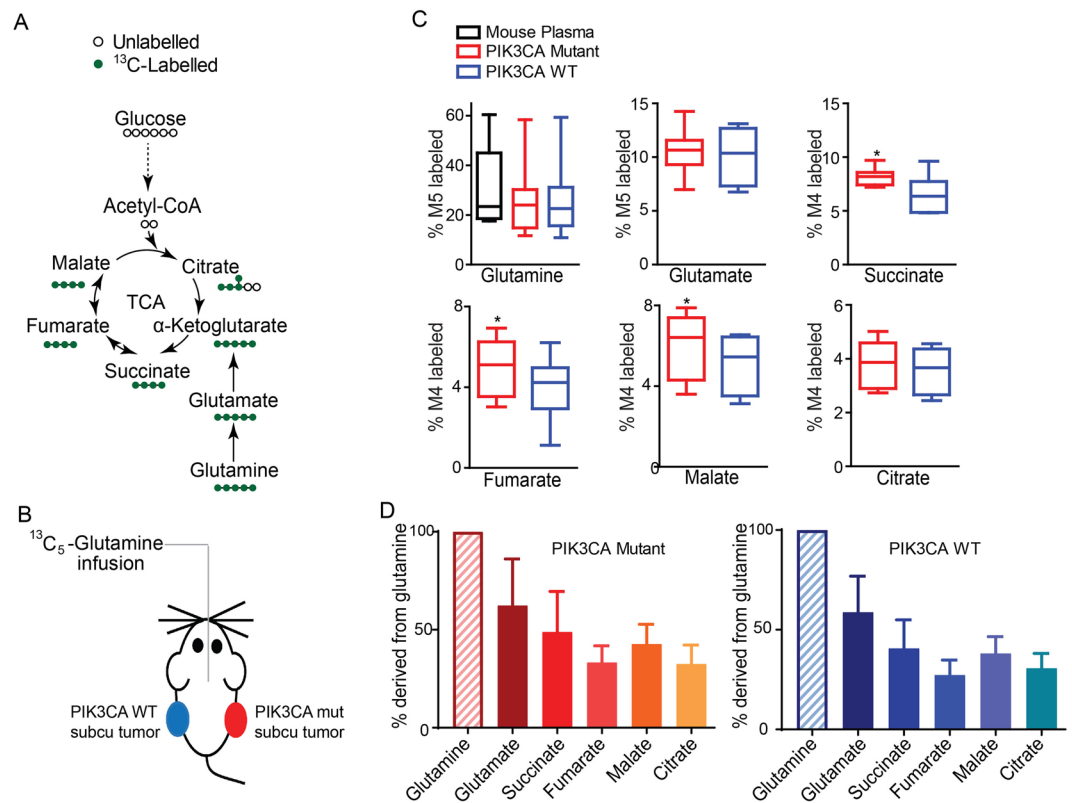 A
Unlabelled
¹³C-Labelled
Glucose
Acetyl-CoA
Malate
Citrate
TCA
Fumarate
α-Ketoglutarate
Succinate
Glutamate
Glutamine
B
¹³C₅-Glutamine
infusion
PIK3CA WT
subcu tumor
PIK3CA mut
subcu tumor
C
Mouse Plasma
PIK3CA Mutant
PIK3CA WT
% M5 labeled
60
40
20
0
Glutamine
% M5 labeled
15
10
5
0
Glutamate
% M4 labeled
15
10
5
0
*
Succinate
% M4 labeled
8
4
0
*
Fumarate
% M4 labeled
8
4
0
*
Malate
% M4 labeled
6
4
2
0
Citrate
D
% derived from glutamine
100
50
0
PIK3CA Mutant
Glutamine
Glutamate
Succinate
Fumarate
Malate
Citrate
% derived from glutamine
100
50
0
PIK3CA WT
Glutamine
Glutamate
Succinate
Fumarate
Malate
Citrate